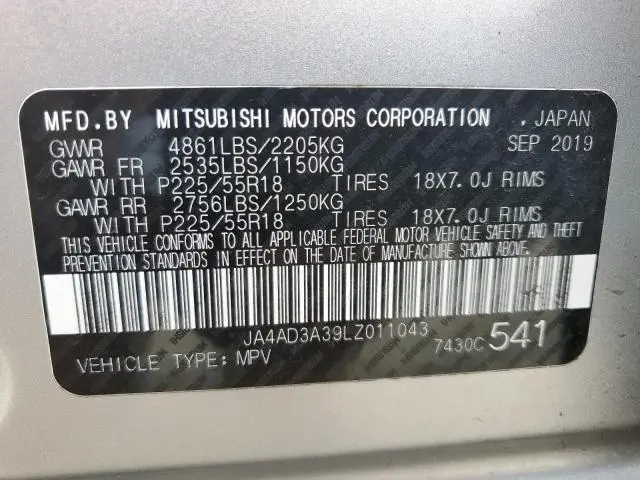 MFD. BY MITSUBISHI MOTORS CORPORATION . JAPAN
GVWR 4861LBS/2205KG SEP 2019
GAWR FR 2535LBS/1150KG
WITH P225/55R18 TIRES 18X7.0J RIMS
GAWR RR 2756LBS/1250KG
WITH P225/55R18 TIRES 18X7.0J RIMS
THIS VEHICLE CONFORMS TO ALL APPLICABLE FEDERAL MOTOR VEHICLE SAFETY AND THEFT
PREVENTION STANDARDS IN EFFECT ON THE DATE OF MANUFACTURE SHOWN ABOVE.
JA4AD3A39LZ011043
7430C 541
VEHICLE TYPE: MPV